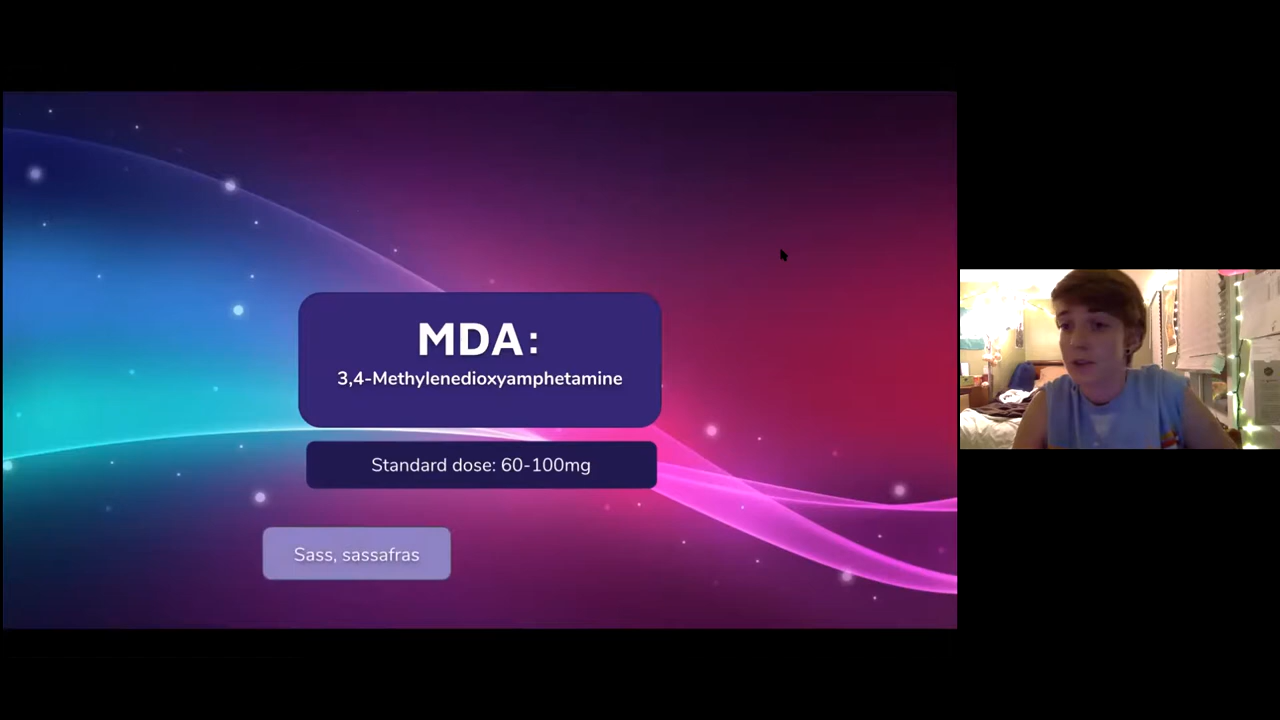 MDA:
3,4-Methylenedioxyamphetamine
Standard dose: 60-100mg
Sass, sassafras